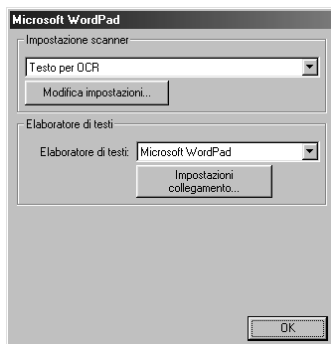 Microsoft WordPad
Impostazione scanner
Testo per OCR
Modifica impostazioni...
Elaboratore di testi
Elaboratore di testi: Microsoft WordPad
Impostazioni
collegamento...
OK